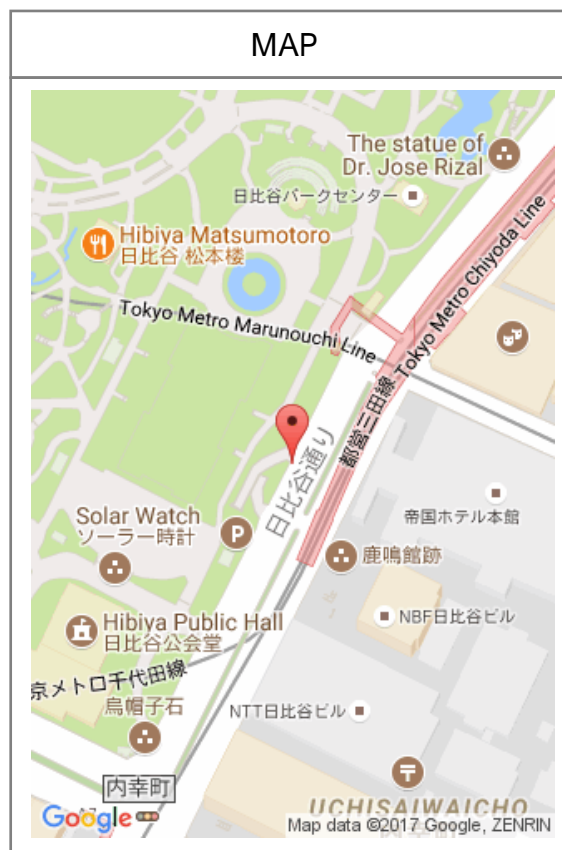 MAP
The statue of
Dr. Jose Rizal
日比谷パークセンター
Hibiya Matsumotoro
日比谷 松本楼
Tokyo Metro Chiyoda Line
Tokyo Metro Marunouchi Line
都営三田線
日比谷通り
帝国ホテル本館
Solar Watch
ソーラー時計
P
鹿鳴館跡
Hibiya Public Hall
日比谷公会堂
NBF日比谷ビル
京メトロ千代田線
烏帽子石
NTT日比谷ビル
内幸町
UCHISAIWAICHO
Google
Map data ©2017 Google, ZENRIN